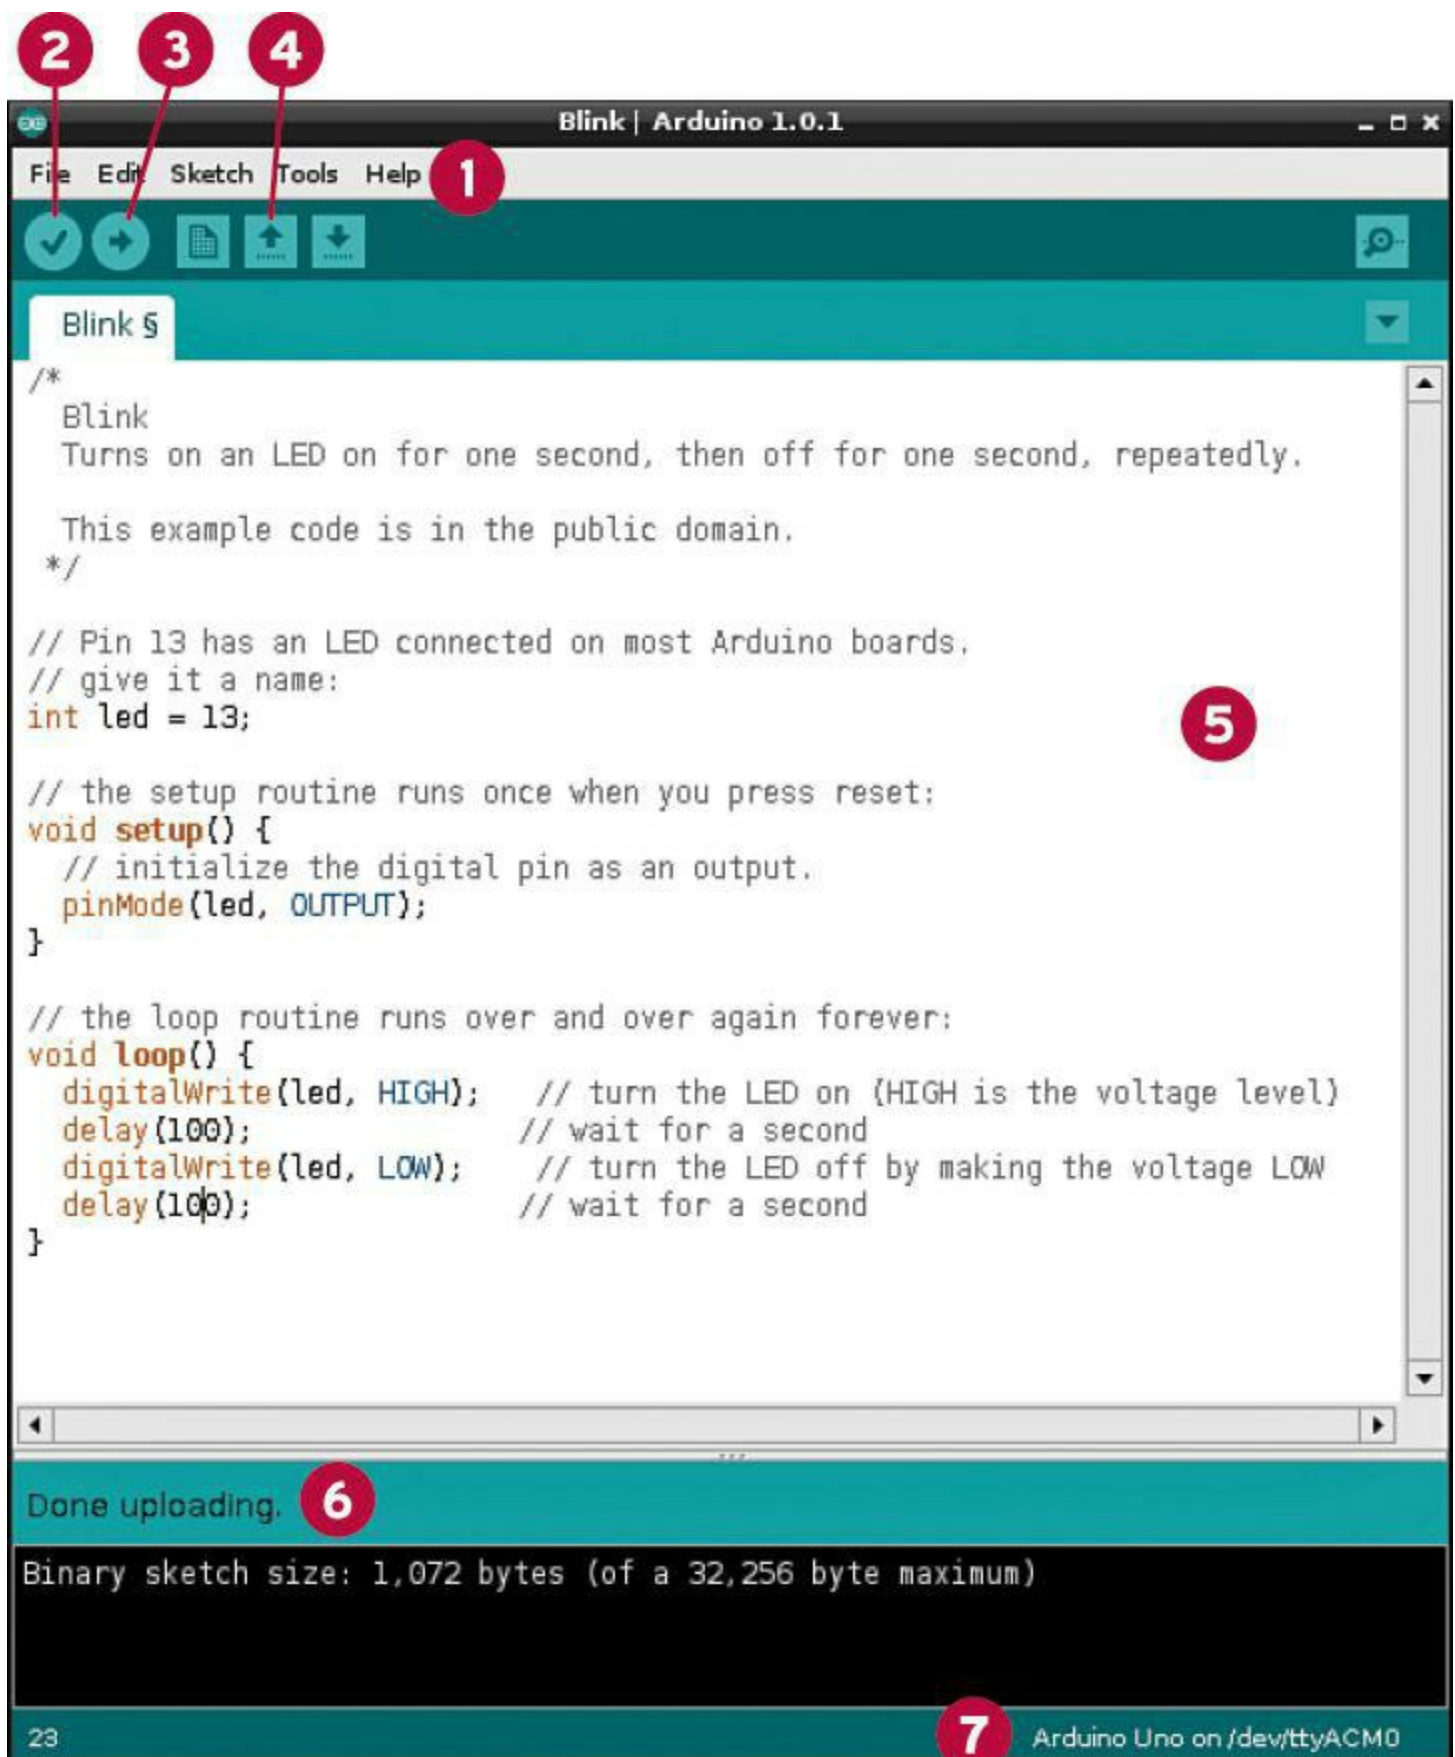 2 3 4
Blink | Arduino 1.0.1
File Edit Sketch Tools Help 1
Blink §
/*
  Blink
  Turns on an LED on for one second, then off for one second, repeatedly.

  This example code is in the public domain.
 */

// Pin 13 has an LED connected on most Arduino boards.
// give it a name:
int led = 13;
5
// the setup routine runs once when you press reset:
void setup() {
  // initialize the digital pin as an output.
  pinMode(led, OUTPUT);
}

// the loop routine runs over and over again forever:
void loop() {
  digitalWrite(led, HIGH);   // turn the LED on (HIGH is the voltage level)
  delay(100);               // wait for a second
  digitalWrite(led, LOW);    // turn the LED off by making the voltage LOW
  delay(100);               // wait for a second
}
Done uploading. 6
Binary sketch size: 1,072 bytes (of a 32,256 byte maximum)
23 7 Arduino Uno on /dev/ttyACM0